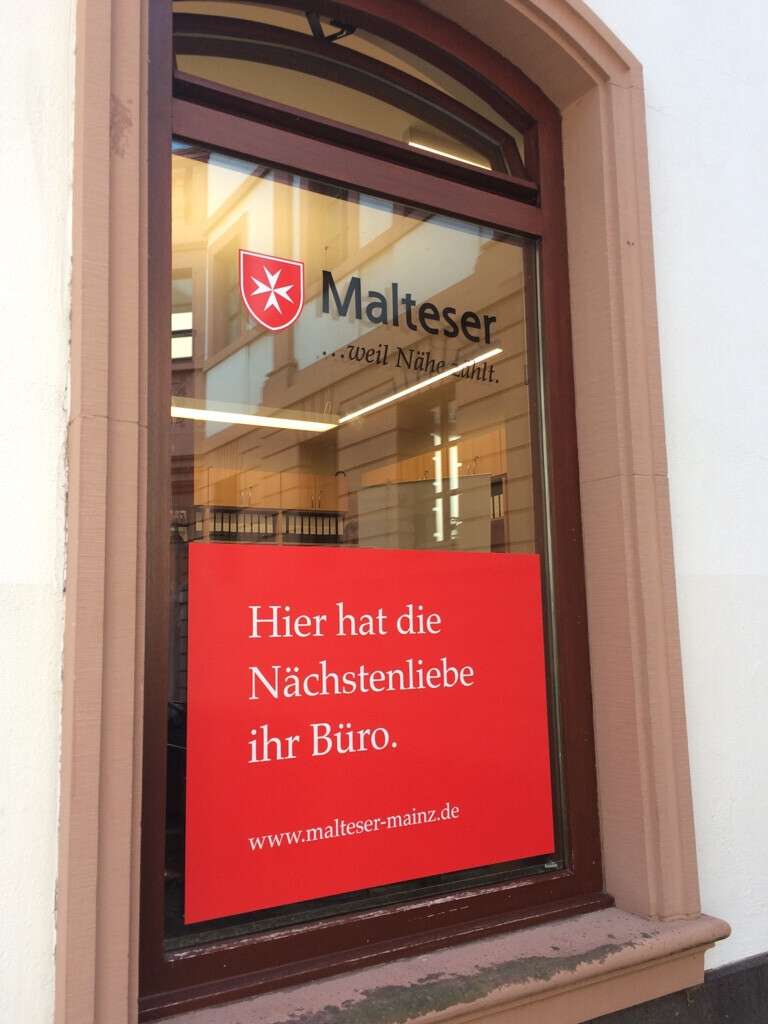 Malteser
...weil Nähe zählt.
Hier hat die
Nächstenliebe
ihr Büro.
www.malteser-mainz.de